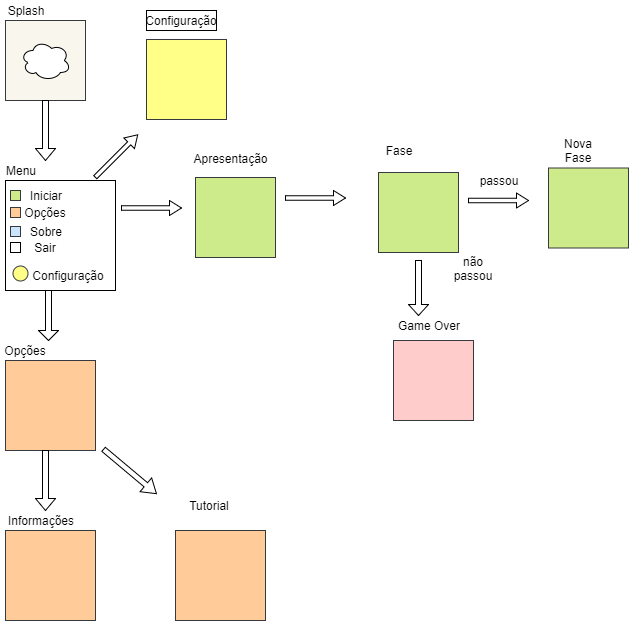 Splash
Configuração
Menu
Iniciar
Opções
Sobre
Sair
Configuração
Apresentação
Fase
passou
Nova
Fase
não
passou
Game Over
Opções
Informações
Tutorial